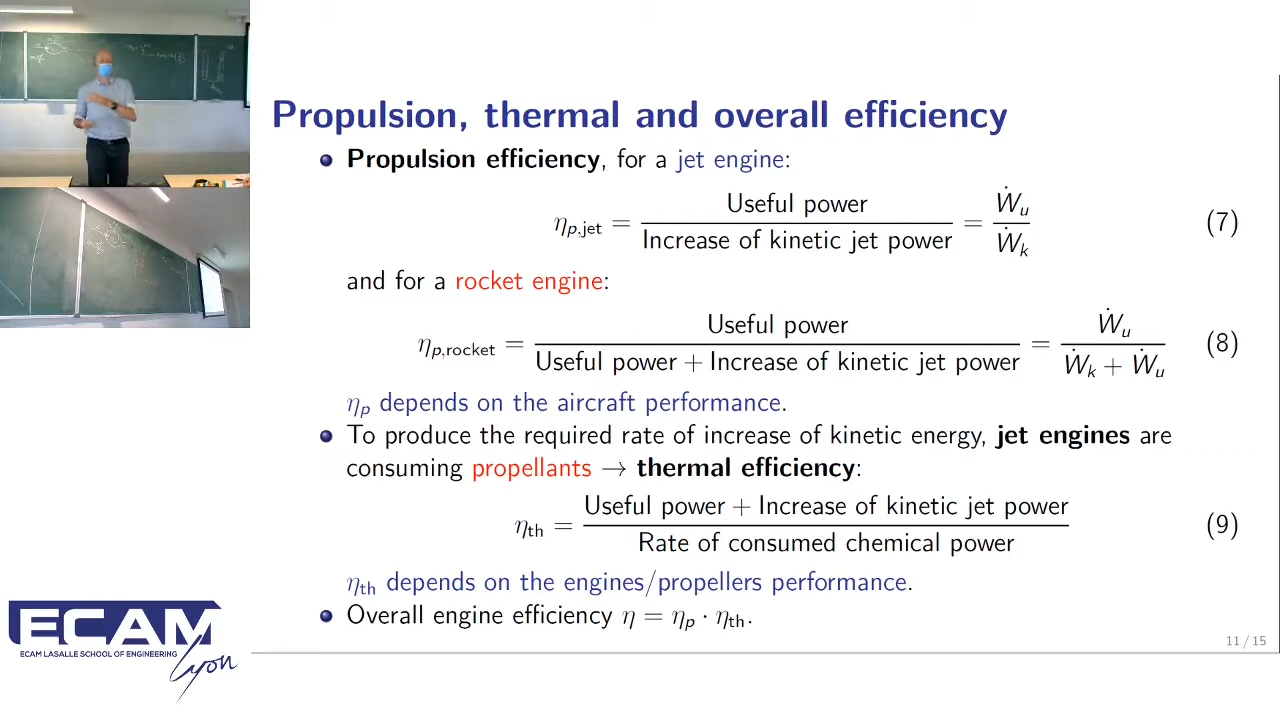 Propulsion, thermal and overall efficiency
Propulsion efficiency, for a jet engine:
η_{p,jet} = Useful power / Increase of kinetic jet power = Ẇ_u / Ẇ_k (7)
and for a rocket engine:
η_{p,rocket} = Useful power / Useful power + Increase of kinetic jet power = Ẇ_u / Ẇ_k + Ẇ_u (8)
η_p depends on the aircraft performance.
To produce the required rate of increase of kinetic energy, jet engines are
consuming propellants → thermal efficiency:
η_th = Useful power + Increase of kinetic jet power / Rate of consumed chemical power (9)
η_th depends on the engines/propellers performance.
Overall engine efficiency η = η_p · η_th.
11 / 15
ECAM
ECAM LASALLE SCHOOL OF ENGINEERING
Lyon